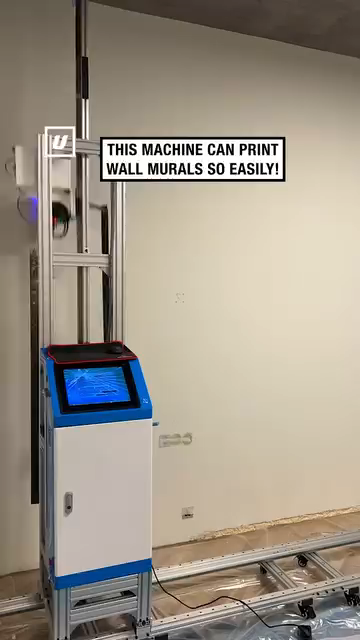 U
THIS MACHINE CAN PRINT
WALL MURALS SO EASILY!